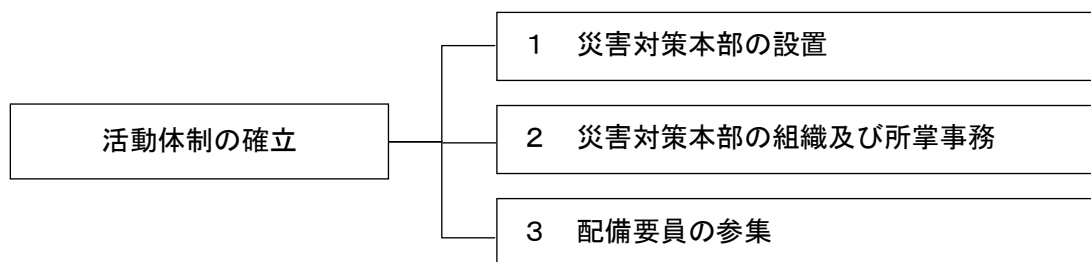 活動体制の確立
１　災害対策本部の設置
２　災害対策本部の組織及び所掌事務
３　配備要員の参集